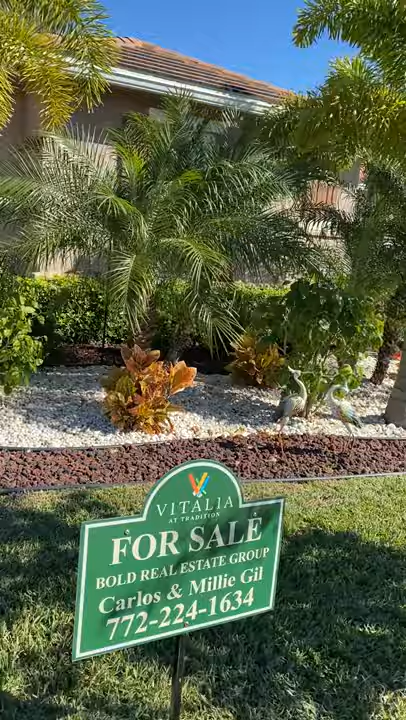 VITALIA
AT TRADITION
FOR SALE
BOLD REAL ESTATE GROUP
Carlos & Millie Gil
772-224-1634